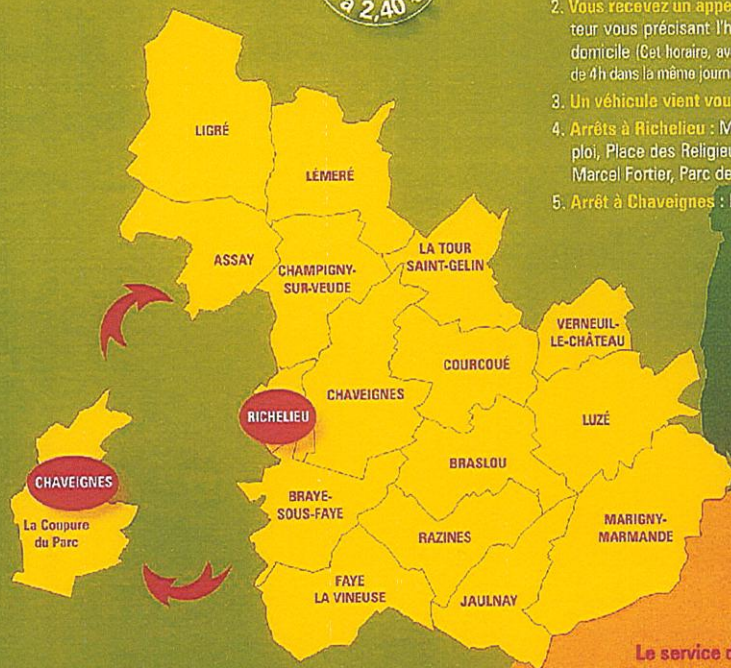 à 2,40
2. Vous recevez un appe
teur vous précisant l'h
domicile (Cet horaire, av
de 4h dans la même journ
3. Un véhicule vient vou
4. Arrêts à Richelieu : M
ploi, Place des Religieu
Marcel Fortier, Parc de
5. Arrêt à Chaveignes :
LIGRÉ
LÉMERÉ
ASSAY
CHAMPIGNY-
SUR-VEUDE
LA TOUR
SAINT-GELIN
VERNEUIL-
LE-CHÂTEAU
COURCOUÉ
CHAVEIGNES
RICHELIEU
LUZÉ
BRASLOU
CHAVEIGNES
La Coupure
du Parc
BRAYE-
SOUS-FAYE
RAZINES
MARIGNY-
MARMANDE
FAYE
LA VINEUSE
JAULNAY
Le service